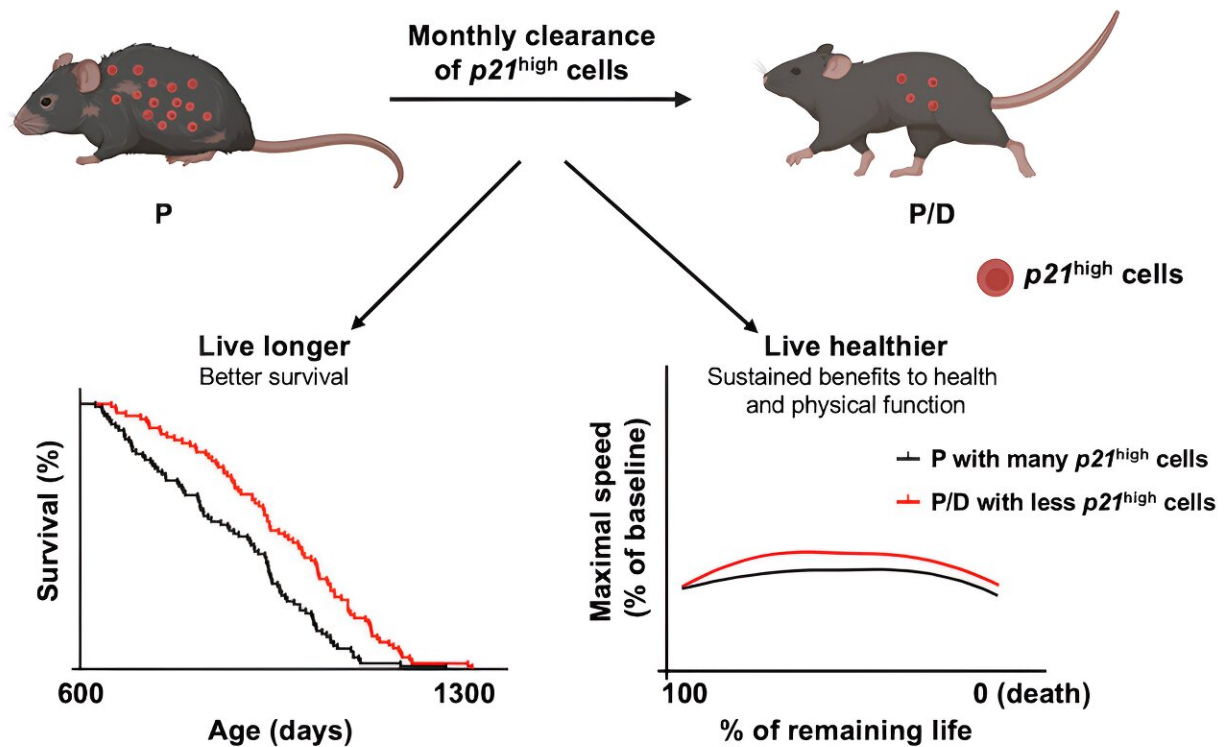 Monthly clearance
of p21high cells
P
P/D
p21high cells
Live longer
Better survival
Live healthier
Sustained benefits to health
and physical function
Survival (%)
600
1300
Age (days)
Maximal speed
(% of baseline)
P with many p21high cells
P/D with less p21high cells
100
0 (death)
% of remaining life